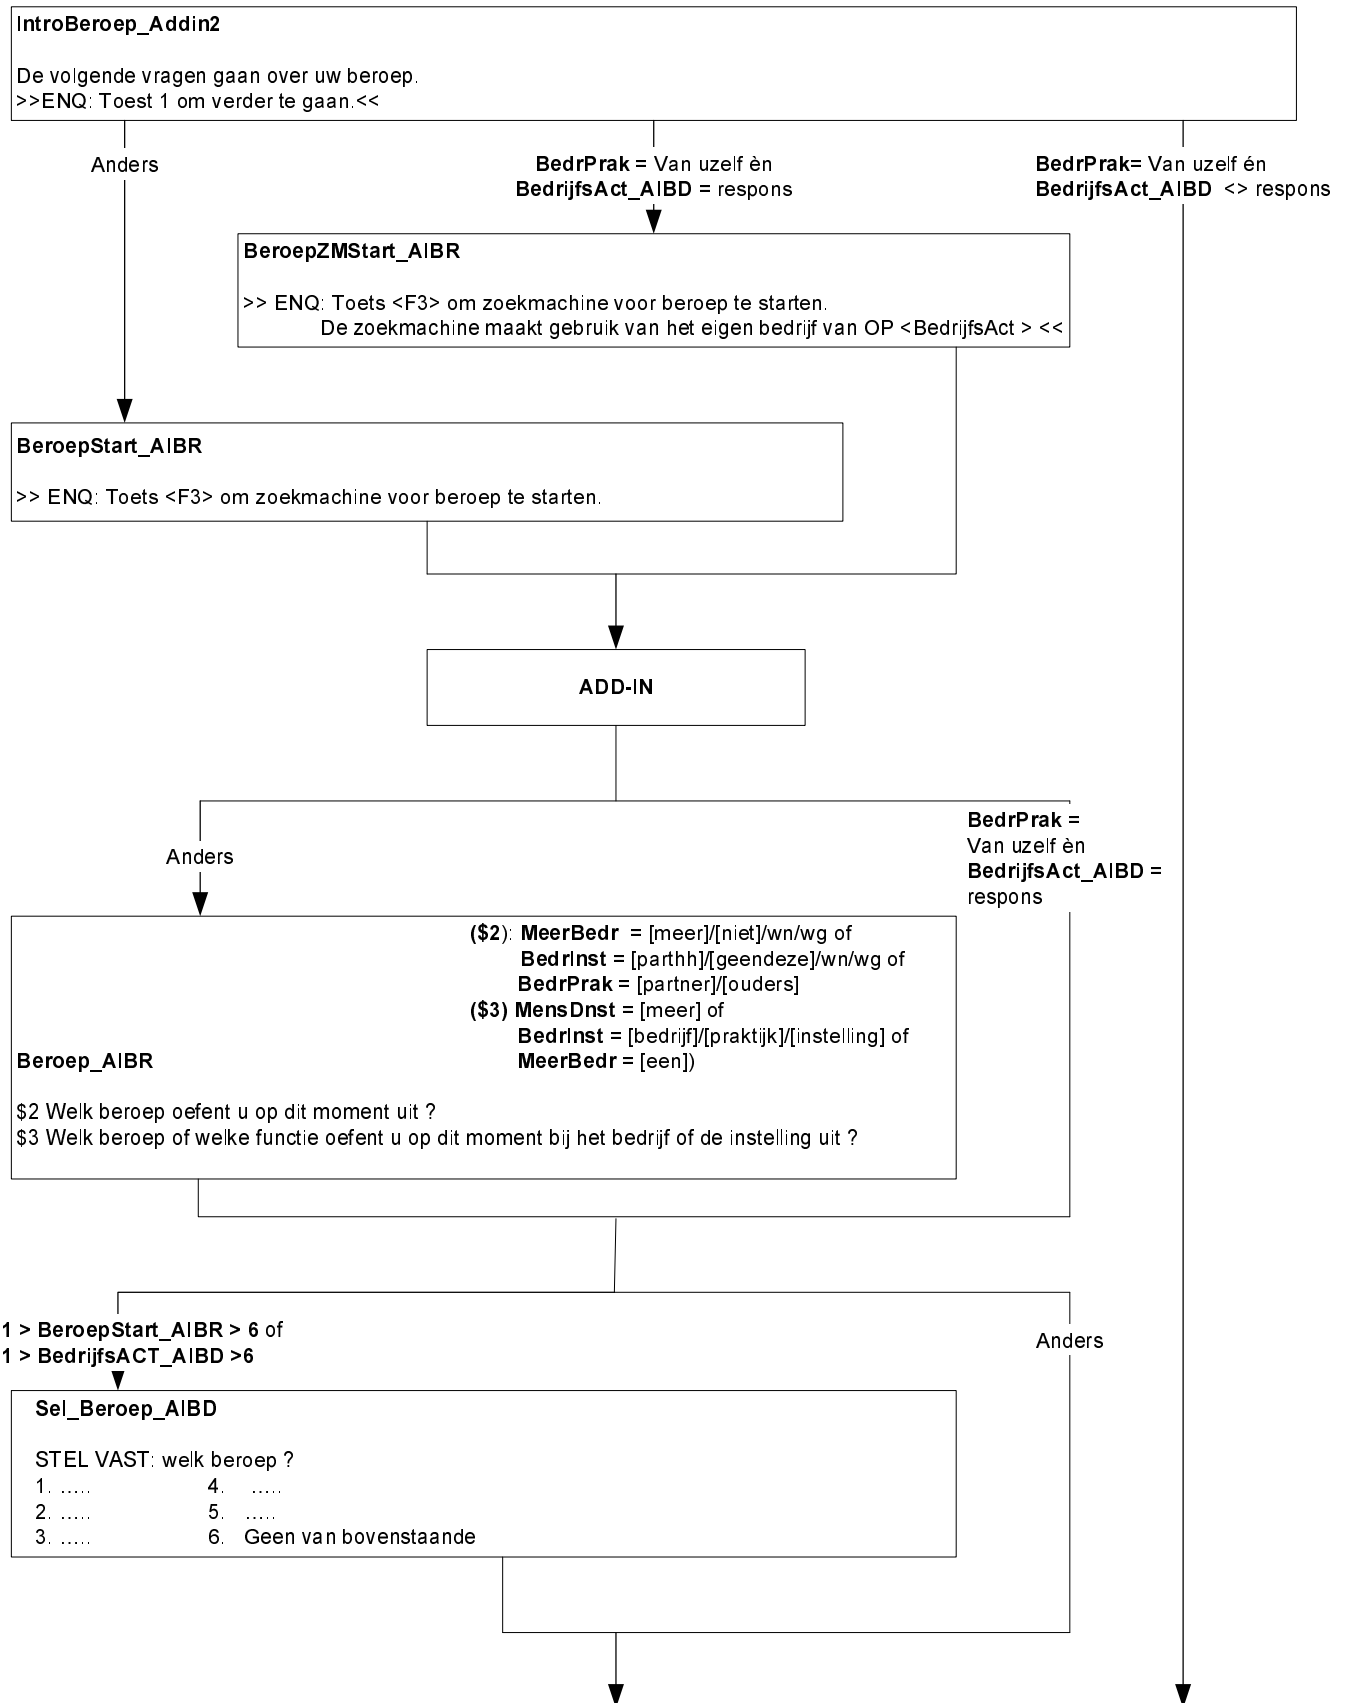 IntroBeroep_Addin2
De volgende vragen gaan over uw beroep.
>>ENQ: Toest 1 om verder te gaan.<<
Anders
BedrPrak = Van uzelf èn
BedrijfsAct_AIBD = respons
BedrPrak= Van uzelf én
BedrijfsAct_AIBD <> respons
BeroepZMStart_AIBR
>> ENQ: Toets <F3> om zoekmachine voor beroep te starten.
De zoekmachine maakt gebruik van het eigen bedrijf van OP <BedrijfsAct > <<
BeroepStart_AIBR
>> ENQ: Toets <F3> om zoekmachine voor beroep te starten.
ADD-IN
Anders
BedrPrak =
Van uzelf èn
BedrijfsAct_AIBD =
respons
($2): MeerBedr = [meer]/[niet]/wn/wg of
BedrInst = [parthh]/[geendeze]/wn/wg of
BedrPrak = [partner]/[ouders]
($3) MensDnst = [meer] of
BedrInst = [bedrijf]/[praktijk]/[instelling] of
MeerBedr = [een])
Beroep_AIBR
$2 Welk beroep oefent u op dit moment uit ?
$3 Welk beroep of welke functie oefent u op dit moment bij het bedrijf of de instelling uit ?
1 > BeroepStart_AIBR > 6 of
1 > BedrijfsACT_AIBD >6
Anders
Sel_Beroep_AIBD
STEL VAST: welk beroep ?
1. ..... 4. .....
2. ..... 5. .....
3. ..... 6. Geen van bovenstaande